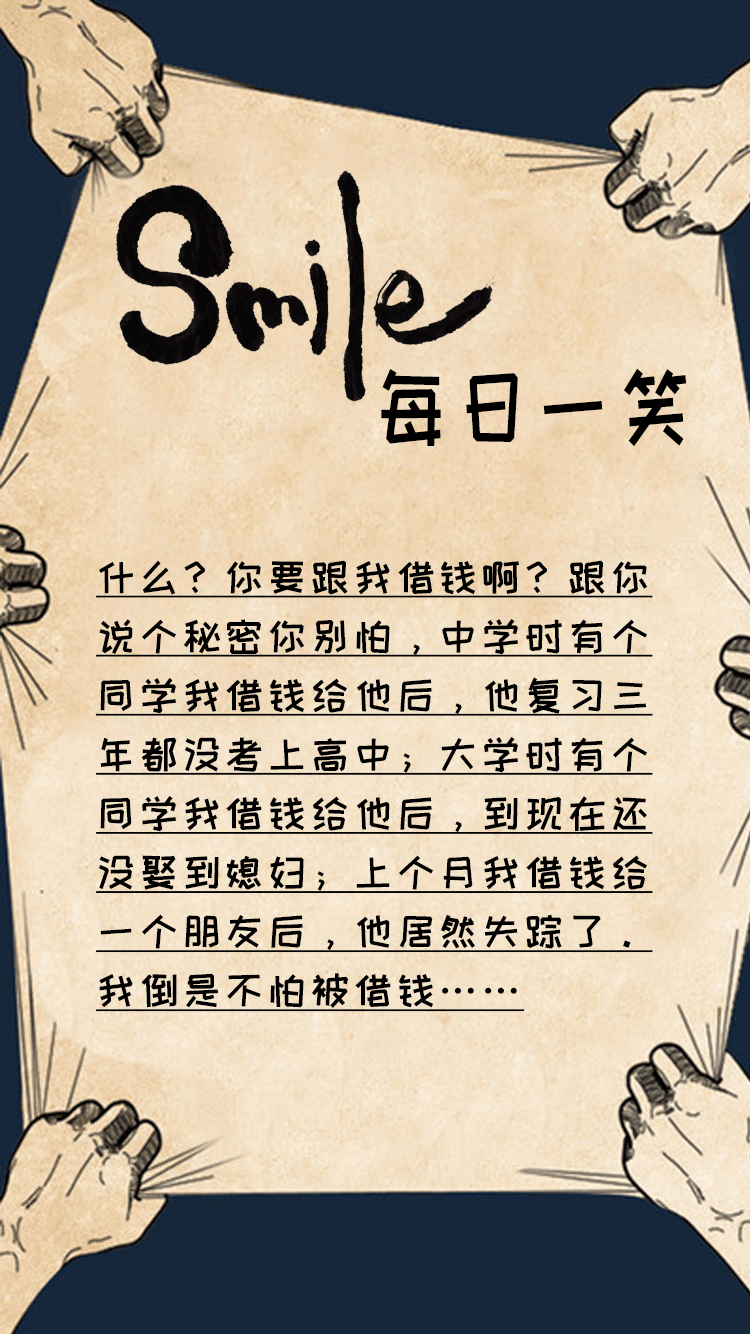 Smile
每日一笑
什么？你要跟我借钱啊？跟你
说个秘密你别怕，中学时有个
同学我借钱给他后，他复习三
年都没考上高中；大学时有个
同学我借钱给他后，到现在还
没娶到媳妇；上个月我借钱给
一个朋友后，他居然失踪了．
我倒是不怕被借钱……